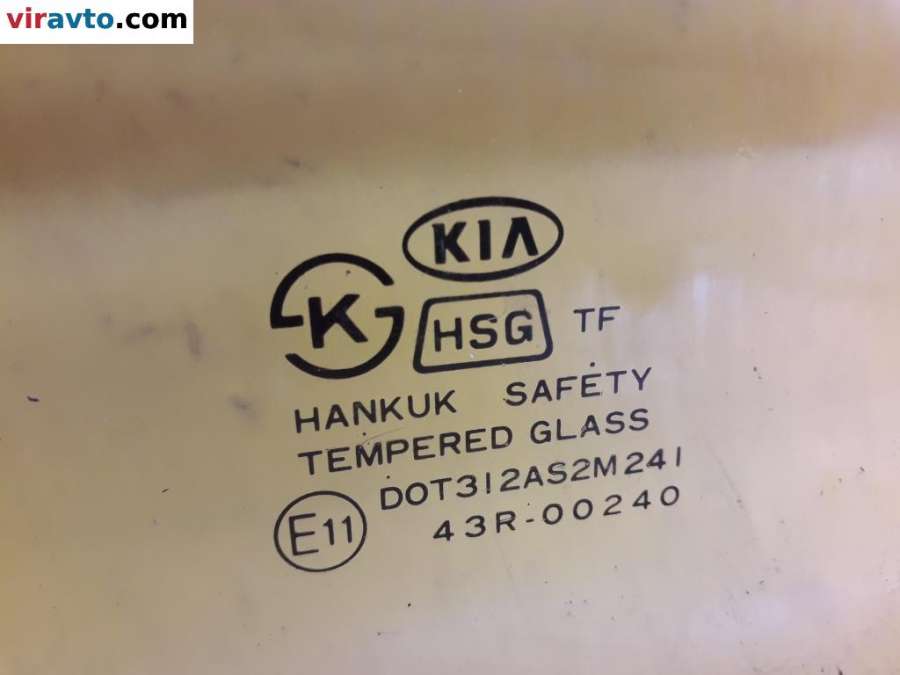 viravto.com
KIA
K
HSG TF
HANKUK SAFETY
TEMPERED GLASS
DOT312AS2M241
E11
43R-00240